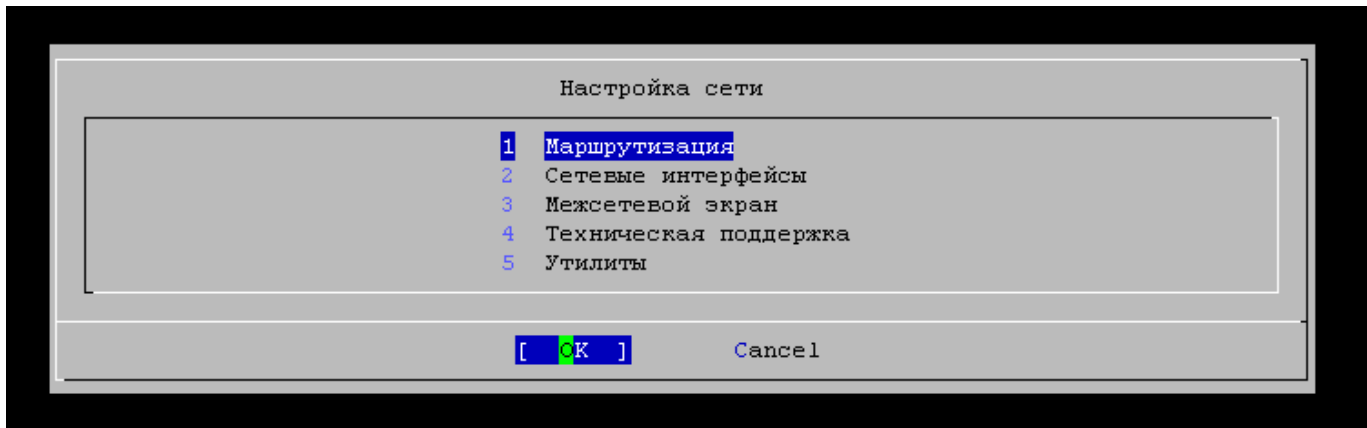 Настройка сети
1 Маршрутизация
2 Сетевые интерфейсы
3 Межсетевой экран
4 Техническая поддержка
5 Утилиты
[ OK ] Cancel